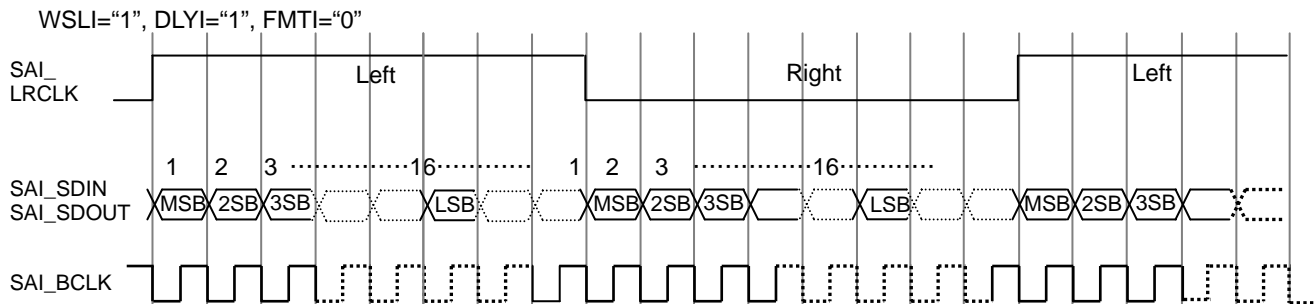 WSLI=“1”, DLYI=“1”, FMTI=“0”
SAI_
LRCLK
Left
Right
Left
1 2 3 16 1 2 3 16
SAI_SDIN
SAI_SDOUT
MSB 2SB 3SB LSB MSB 2SB 3SB LSB MSB 2SB 3SB
SAI_BCLK